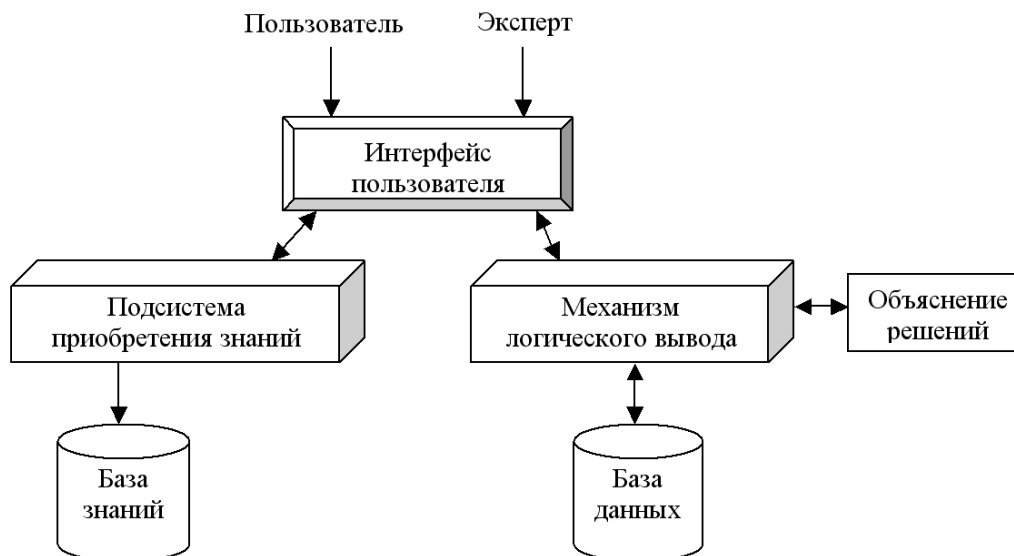 Пользователь
Эксперт
Интерфейс
пользователя
Подсистема
приобретения знаний
Механизм
логического вывода
Объяснение
решений
База
знаний
База
данных